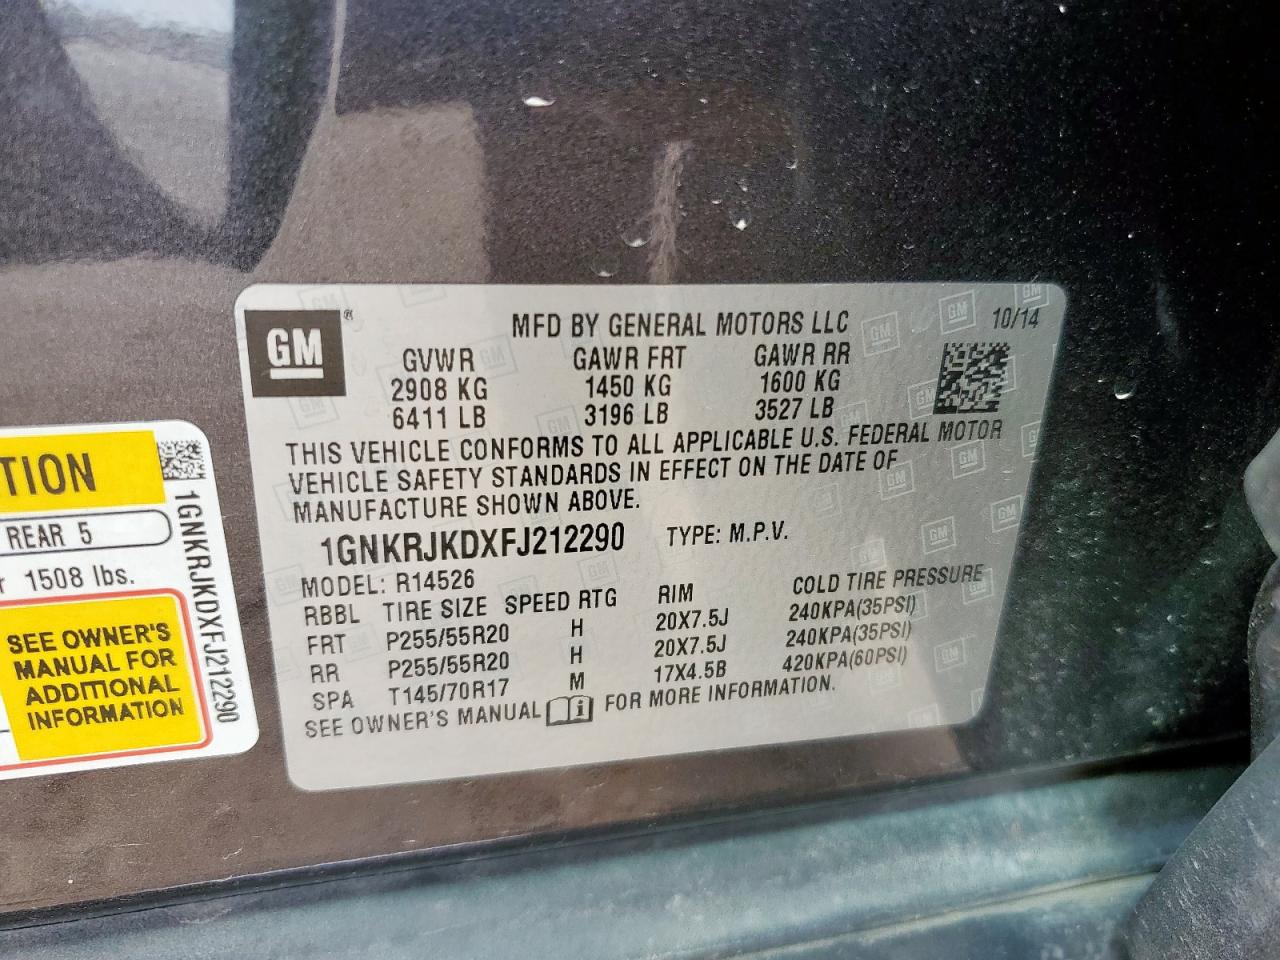 GM®
MFD BY GENERAL MOTORS LLC
10/14
GVWR GAWR FRT GAWR RR
2908 KG 1450 KG 1600 KG
6411 LB 3196 LB 3527 LB
THIS VEHICLE CONFORMS TO ALL APPLICABLE U.S. FEDERAL MOTOR
VEHICLE SAFETY STANDARDS IN EFFECT ON THE DATE OF
MANUFACTURE SHOWN ABOVE.
1GNKRJKDXFJ212290 TYPE: M.P.V.
MODEL: R14526
RBBL TIRE SIZE SPEED RTG RIM COLD TIRE PRESSURE
FRT P255/55R20 H 20X7.5J 240KPA(35PSI)
RR P255/55R20 H 20X7.5J 240KPA(35PSI)
SPA T145/70R17 M 17X4.5B 420KPA(60PSI)
SEE OWNER'S MANUAL FOR MORE INFORMATION.
TION
REAR 5
r 1508 lbs.
SEE OWNER'S
MANUAL FOR
ADDITIONAL
INFORMATION
1GNKRJKDXFJ212290